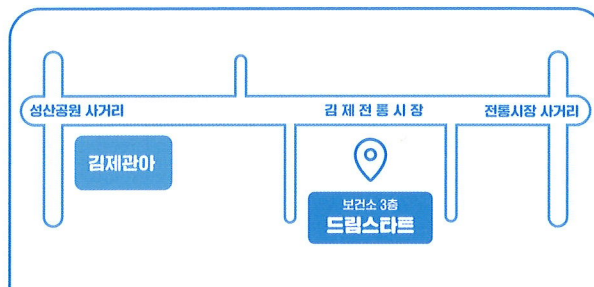 성산공원 사거리
김제전통시장
전통시장 사거리
김제관아
보건소 3층
드림스타트